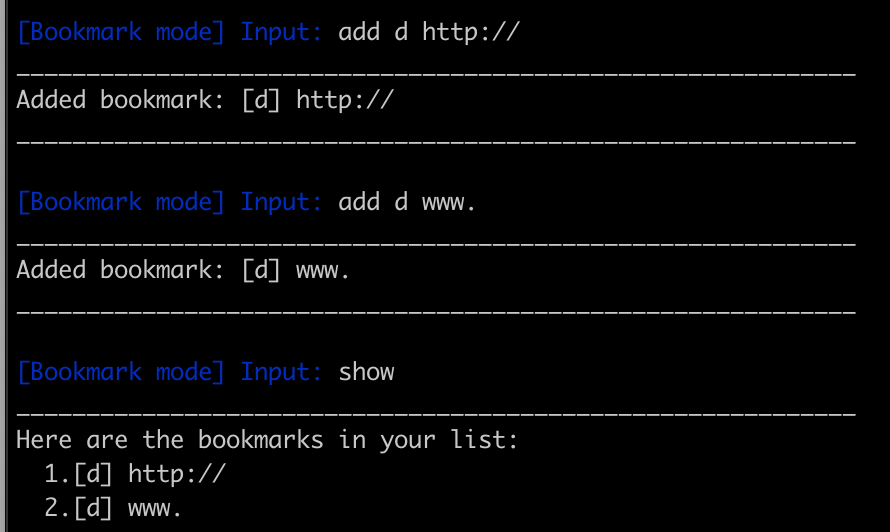 [Bookmark mode] Input: add d http://
____________________________________________________________
Added bookmark: [d] http://
____________________________________________________________
[Bookmark mode] Input: add d www.
____________________________________________________________
Added bookmark: [d] www.
____________________________________________________________
[Bookmark mode] Input: show
____________________________________________________________
Here are the bookmarks in your list:
  1.[d] http://
  2.[d] www.